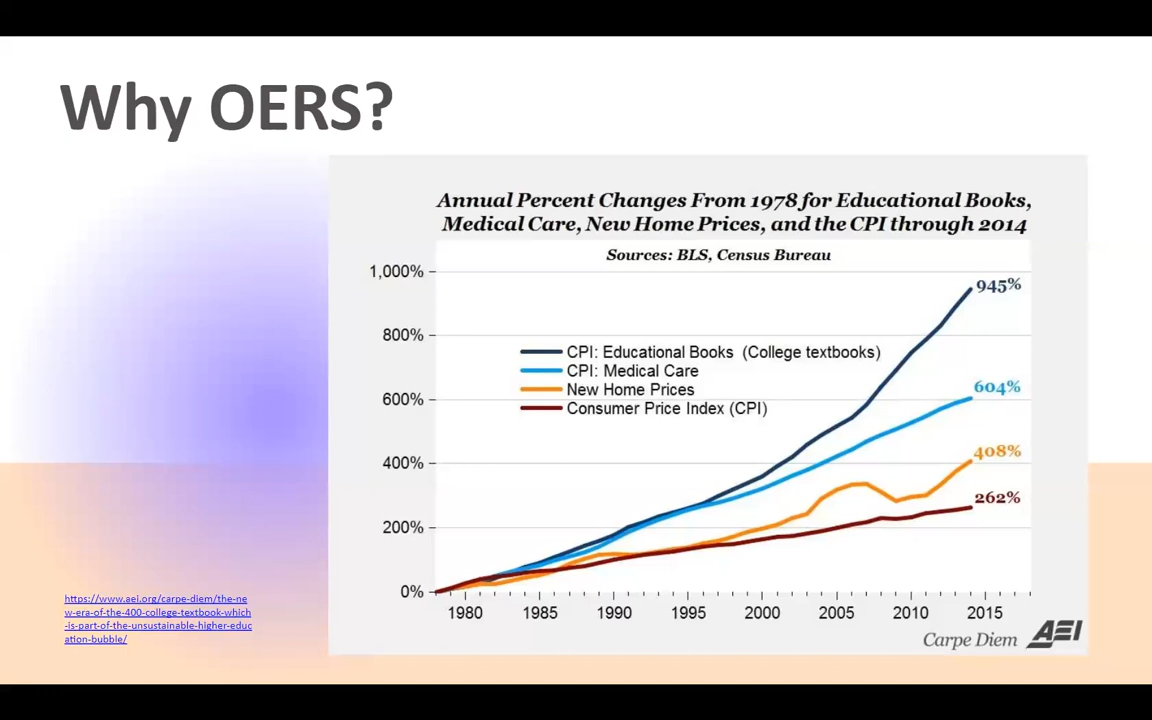 Why OERS?
Annual Percent Changes From 1978 for Educational Books,
Medical Care, New Home Prices, and the CPI through 2014
Sources: BLS, Census Bureau
1,000%
800%
600%
400%
200%
0%
945%
604%
408%
262%
CPI: Educational Books (College textbooks)
CPI: Medical Care
New Home Prices
Consumer Price Index (CPI)
1980 1985 1990 1995 2000 2005 2010 2015
Carpe Diem AEI
https://www.aei.org/carpe-diem/the-ne
w-era-of-the-400-college-textbook-which
-is-part-of-the-unsustainable-higher-educ
ation-bubble/